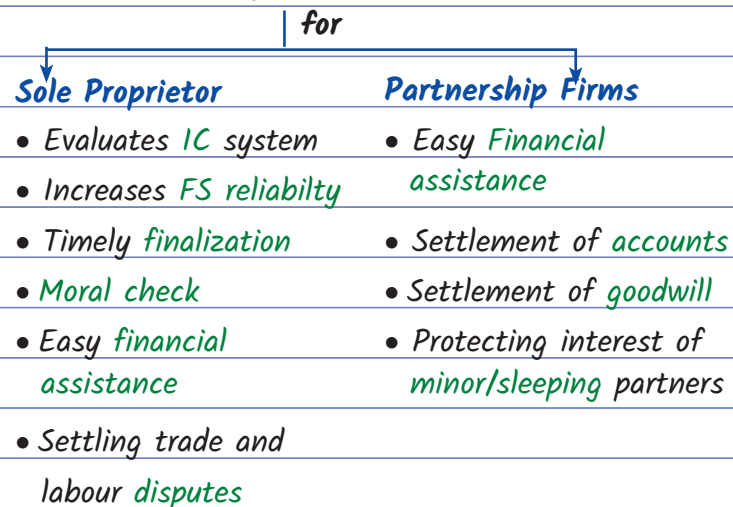 for
Sole Proprietor
• Evaluates IC system
• Increases FS reliabilty
• Timely finalization
• Moral check
• Easy financial
assistance
• Settling trade and
labour disputes
Partnership Firms
• Easy Financial
assistance
• Settlement of accounts
• Settlement of goodwill
• Protecting interest of
minor/sleeping partners